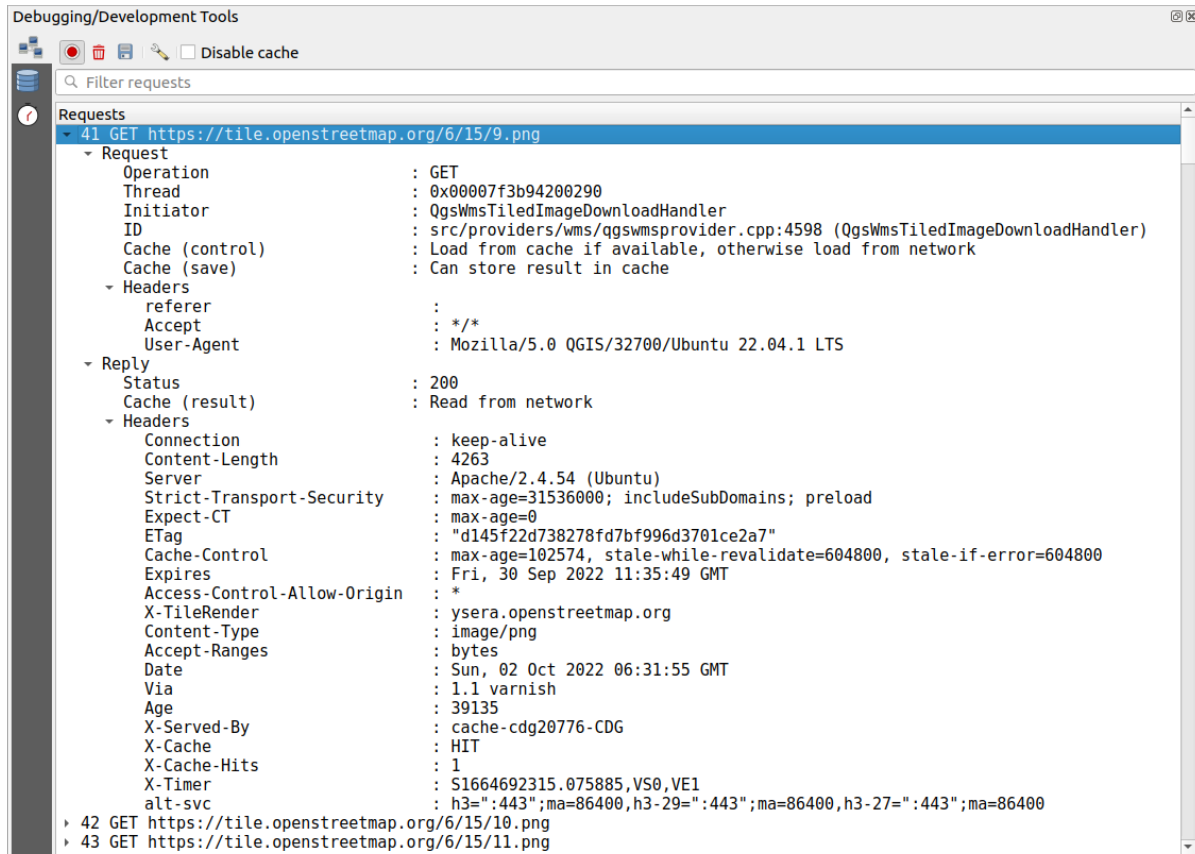 Debugging/Development Tools
Disable cache
Filter requests
Requests
41 GET https://tile.openstreetmap.org/6/15/9.png
Request
Operation : GET
Thread : 0x00007f3b94200290
Initiator : QgsWmsTiledImageDownloadHandler
ID : src/providers/wms/qgswmsprovider.cpp:4598 (QgsWmsTiledImageDownloadHandler)
Cache (control) : Load from cache if available, otherwise load from network
Cache (save) : Can store result in cache
Headers
referer :
Accept : */*
User-Agent : Mozilla/5.0 QGIS/32700/Ubuntu 22.04.1 LTS
Reply
Status : 200
Cache (result) : Read from network
Headers
Connection : keep-alive
Content-Length : 4263
Server : Apache/2.4.54 (Ubuntu)
Strict-Transport-Security : max-age=31536000; includeSubDomains; preload
Expect-CT : max-age=0
ETag : "d145f22d738278fd7bf996d3701ce2a7"
Cache-Control : max-age=102574, stale-while-revalidate=604800, stale-if-error=604800
Expires : Fri, 30 Sep 2022 11:35:49 GMT
Access-Control-Allow-Origin : *
X-TileRender : ysera.openstreetmap.org
Content-Type : image/png
Accept-Ranges : bytes
Date : Sun, 02 Oct 2022 06:31:55 GMT
Via : 1.1 varnish
Age : 39135
X-Served-By : cache-cdg20776-CDG
X-Cache : HIT
X-Cache-Hits : 1
X-Timer : S1664692315.075885,VS0,VE1
alt-svc : h3=":443";ma=86400,h3-29=":443";ma=86400,h3-27=":443";ma=86400
42 GET https://tile.openstreetmap.org/6/15/10.png
43 GET https://tile.openstreetmap.org/6/15/11.png